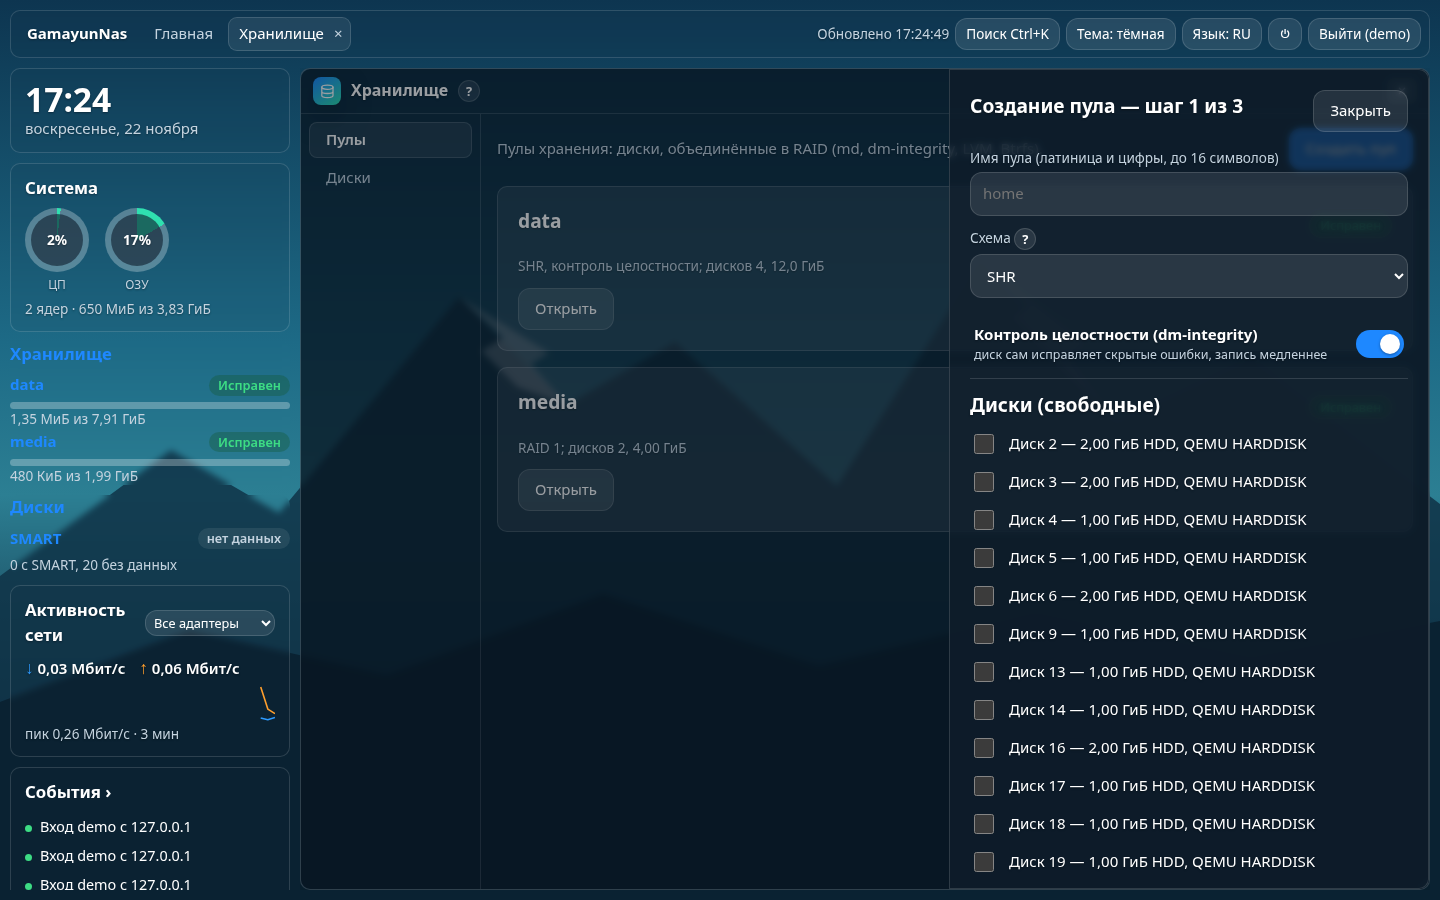 GamayunNas
Главная
Хранилище ×
Обновлено 17:24:49
Поиск Ctrl+K
Тема: тёмная
Язык: RU
Выйти (demo)
17:24
воскресенье, 22 ноября
Система
2%
17%
ЦП
ОЗУ
2 ядер · 650 МиБ из 3,83 ГиБ
Хранилище
data
Исправен
1,35 МиБ из 7,91 ГиБ
media
Исправен
480 КиБ из 1,99 ГиБ
Диски
SMART
нет данных
0 с SMART, 20 без данных
Активность сети
Все адаптеры
↓ 0,03 Мбит/с ↑ 0,06 Мбит/с
пик 0,26 Мбит/с · 3 мин
События ›
Вход demo с 127.0.0.1
Вход demo с 127.0.0.1
Вход demo с 127.0.0.1
Хранилище ?
Пулы
Диски
Пулы хранения: диски, объединённые в RAID (md, dm-integrity,
data
SHR, контроль целостности; дисков 4, 12,0 ГиБ
Открыть
media
RAID 1; дисков 2, 4,00 ГиБ
Открыть
Создание пула — шаг 1 из 3
Закрыть
Имя пула (латиница и цифры, до 16 символов)
home
Схема ?
SHR
Контроль целостности (dm-integrity)
диск сам исправляет скрытые ошибки, запись медленнее
Диски (свободные)
Диск 2 — 2,00 ГиБ HDD, QEMU HARDDISK
Диск 3 — 2,00 ГиБ HDD, QEMU HARDDISK
Диск 4 — 1,00 ГиБ HDD, QEMU HARDDISK
Диск 5 — 1,00 ГиБ HDD, QEMU HARDDISK
Диск 6 — 2,00 ГиБ HDD, QEMU HARDDISK
Диск 9 — 1,00 ГиБ HDD, QEMU HARDDISK
Диск 13 — 1,00 ГиБ HDD, QEMU HARDDISK
Диск 14 — 1,00 ГиБ HDD, QEMU HARDDISK
Диск 16 — 2,00 ГиБ HDD, QEMU HARDDISK
Диск 17 — 1,00 ГиБ HDD, QEMU HARDDISK
Диск 18 — 1,00 ГиБ HDD, QEMU HARDDISK
Диск 19 — 1,00 ГиБ HDD, QEMU HARDDISK